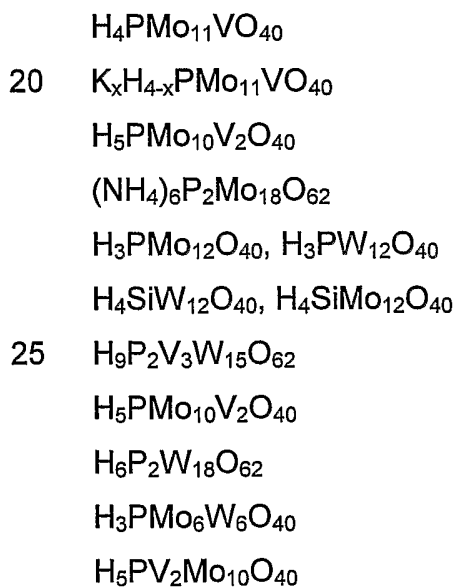 H₄PMo₁₁VO₄₀
20 KₓH₄₋ₓPMo₁₁VO₄₀
H₅PMo₁₀V₂O₄₀
(NH₄)₆P₂Mo₁₈O₆₂
H₃PMo₁₂O₄₀, H₃PW₁₂O₄₀
H₄SiW₁₂O₄₀, H₄SiMo₁₂O₄₀
25 H₉P₂V₃W₁₅O₆₂
H₅PMo₁₀V₂O₄₀
H₆P₂W₁₈O₆₂
H₃PMo₆W₆O₄₀
H₅PV₂Mo₁₀O₄₀